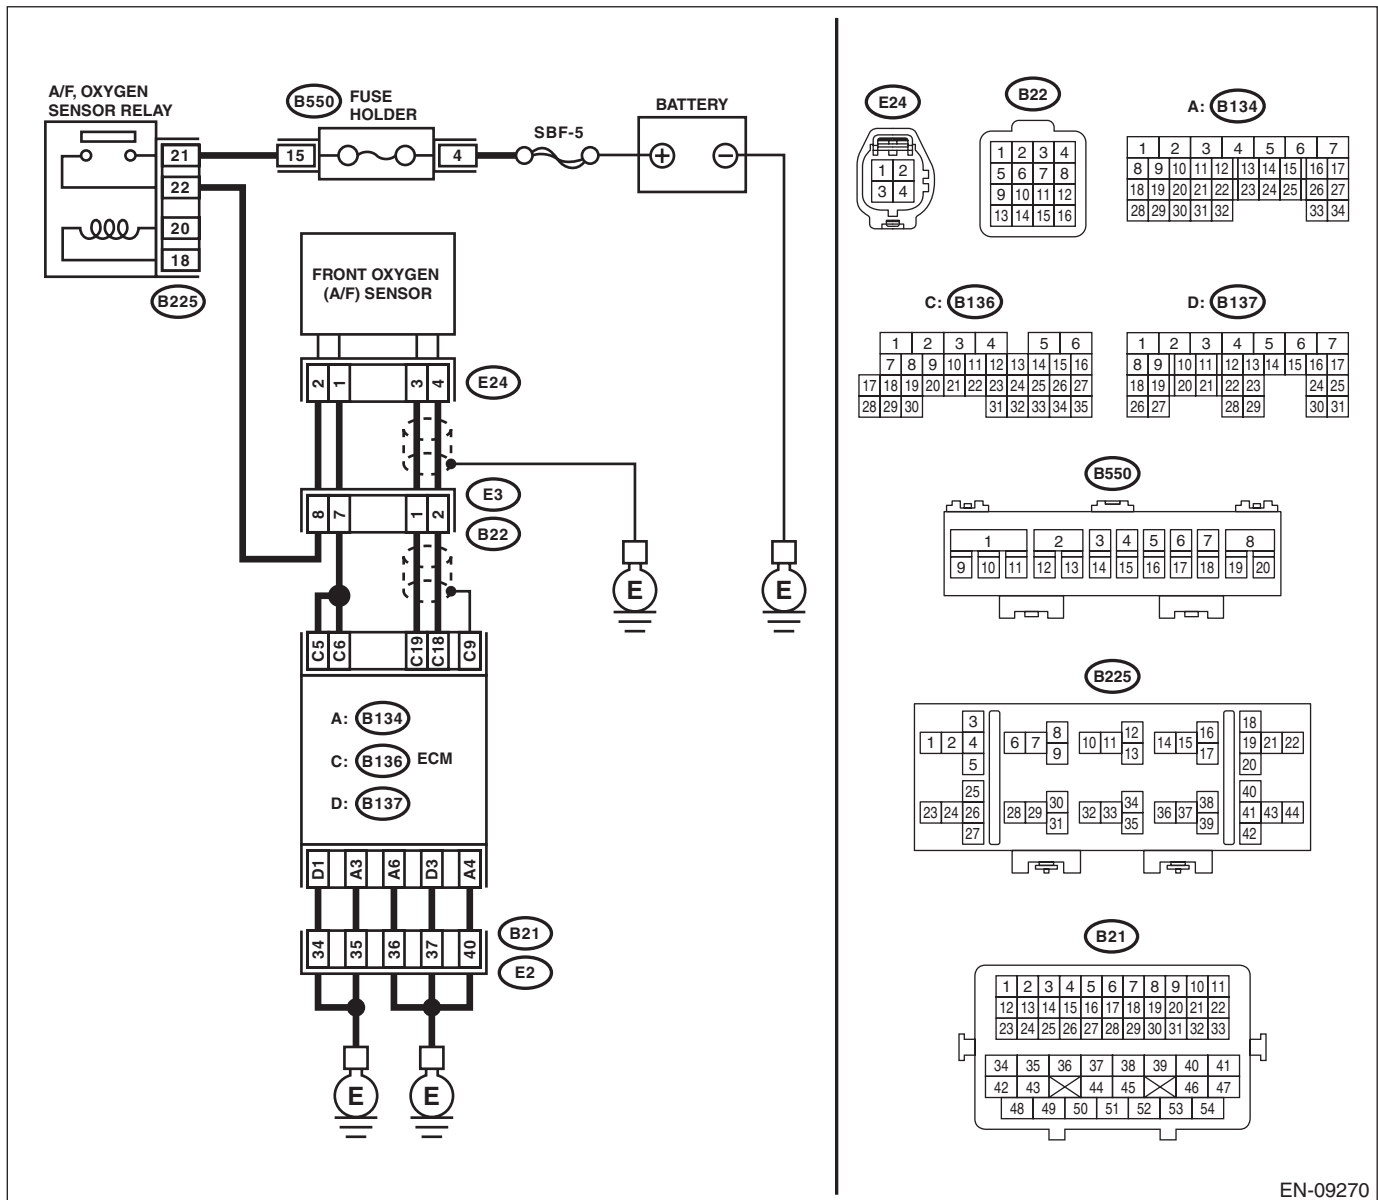 A/F, OXYGEN
SENSOR RELAY
B550
FUSE
HOLDER
BATTERY
SBF-5
21
15
4
+
−
22
20
18
B225
FRONT OXYGEN
(A/F) SENSOR
2 1 3 4
E24
E3
8 7 1 2
B22
E
E
C5 C6 C19 C18 C9
A: B134
C: B136 ECM
D: B137
D1 A3 A6 D3 A4
B21
34 35 36 37 40
E2
E
E
E24
1 2
3 4
B22
1 2 3 4
5 6 7 8
9 10 11 12
13 14 15 16
A: B134
1 2 3 4 5 6 7
8 9 10 11 12 13 14 15 16 17
18 19 20 21 22 23 24 25 26 27
28 29 30 31 32 33 34
C: B136
1 2 3 4 5 6
7 8 9 10 11 12 13 14 15 16
17 18 19 20 21 22 23 24 25 26 27
28 29 30 31 32 33 34 35
D: B137
1 2 3 4 5 6 7
8 9 10 11 12 13 14 15 16 17
18 19 20 21 22 23 24 25
26 27 28 29 30 31
B550
1 2 3 4 5 6 7 8
9 10 11 12 13 14 15 16 17 18 19 20
B225
3 8 12 16 18
1 2 4 6 7 10 11 14 15 19 21 22
5 9 13 17 20
25 30 34 38 40
23 24 26 28 29 32 33 36 37 41 43 44
27 31 35 39 42
B21
1 2 3 4 5 6 7 8 9 10 11
12 13 14 15 16 17 18 19 20 21 22
23 24 25 26 27 28 29 30 31 32 33
34 35 36 37 38 39 40 41
42 43 44 45 46 47
48 49 50 51 52 53 54
EN-09270